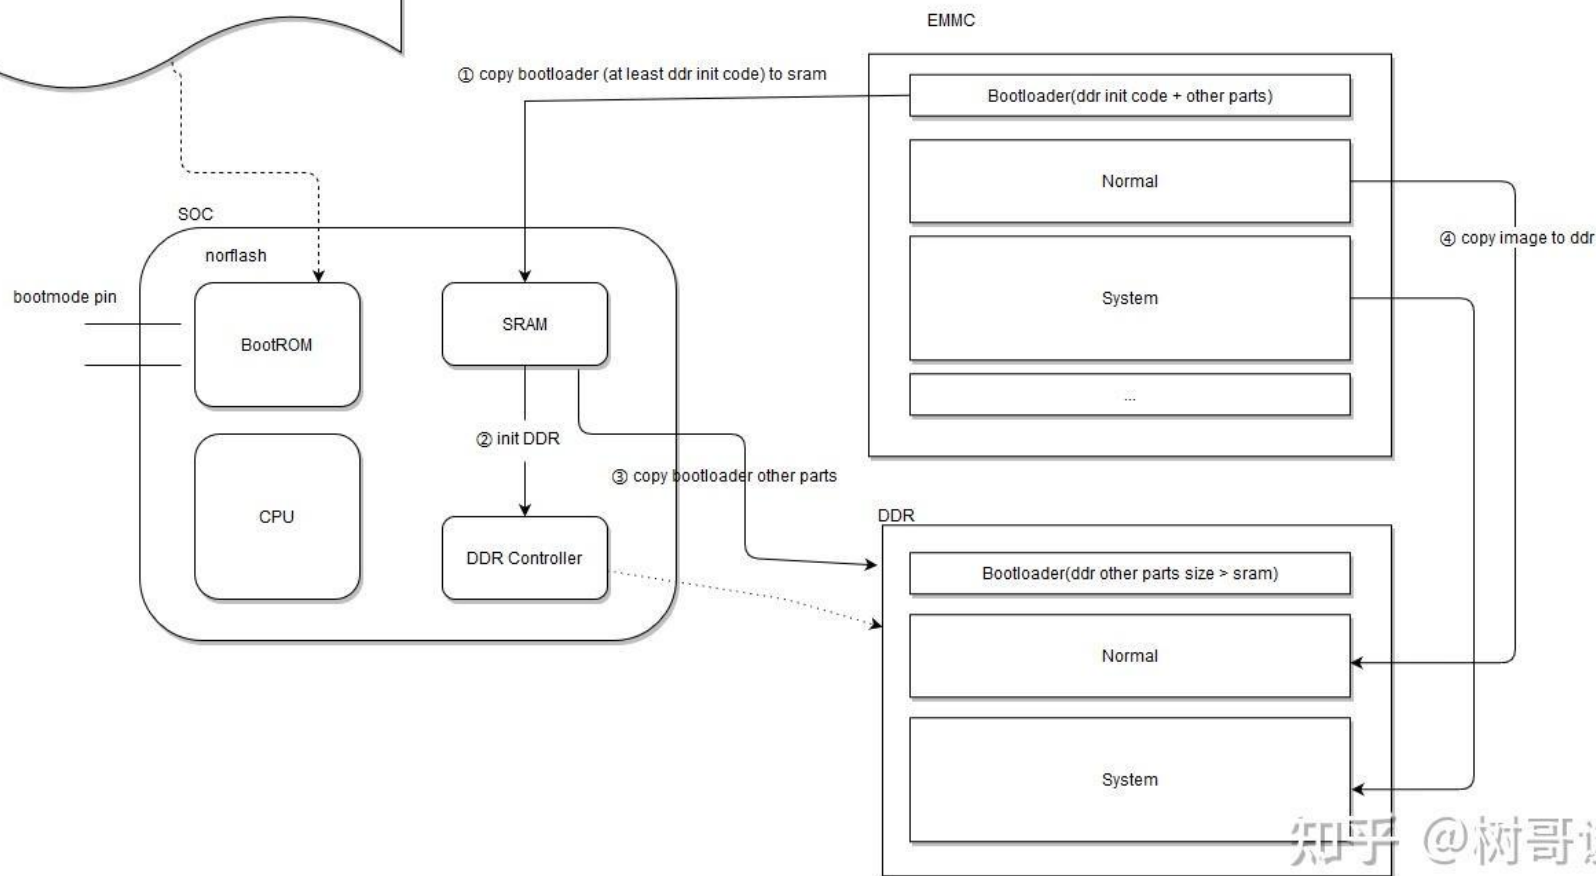 EMMC
① copy bootloader (at least ddr init code) to sram
Bootloader(ddr init code + other parts)
Normal
④ copy image to ddr
System
...
SOC
norflash
bootmode pin
BootROM
SRAM
② init DDR
③ copy bootloader other parts
CPU
DDR Controller
DDR
Bootloader(ddr other parts size > sram)
Normal
System
知乎 @树哥